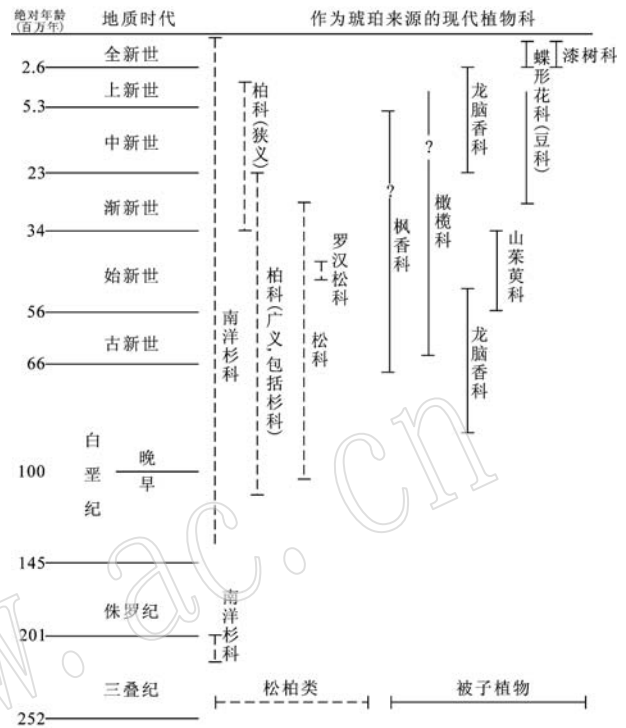 绝对年龄
(百万年)
地质时代
作为琥珀来源的现代植物科
全新世
2.6
上新世
5.3
中新世
23
渐新世
34
始新世
56
古新世
66
白垩纪
晚
100
早
145
侏罗纪
201
三叠纪
252
南洋杉科
南洋杉科
柏科(狭义)
柏科(广义,包括杉科)
松科
罗汉松科
?
枫香科
?
橄榄科
龙脑香科
龙脑香科
山茱萸科
蝶形花科(豆科)
漆树科
松柏类
被子植物
w.ac.cn